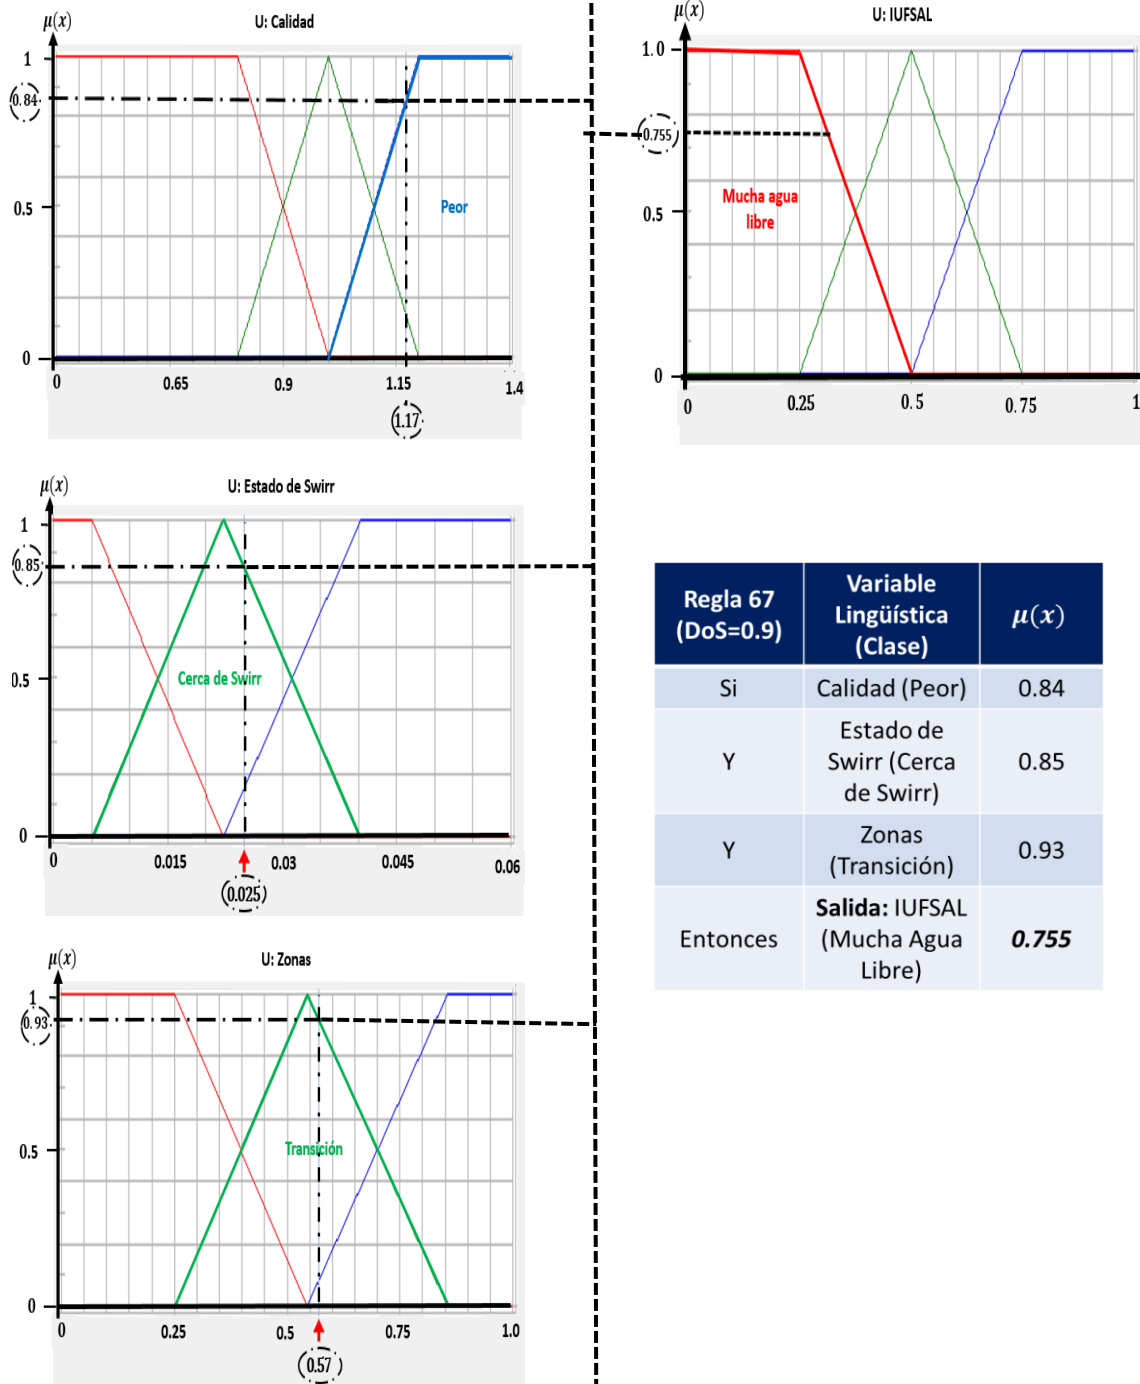 μ(x)
U: Calidad
1
0.84
0.5
Peor
0
0
0.65
0.9
1.15
1.4
1.17
μ(x)
U: IUFSAL
1.0
0.755
Mucha agua
libre
0.5
0
0
0.25
0.5
0.75
1
μ(x)
U: Estado de Swirr
1
0.85
0.5
Cerca de Swirr
0
0
0.015
0.03
0.045
0.06
0.025
μ(x)
U: Zonas
1
0.93
0.5
Transición
0
0
0.25
0.5
0.75
1.0
0.57
Regla 67
(DoS=0.9)
Variable
Lingüística
(Clase)
μ(x)
Si
Calidad (Peor)
0.84
Y
Estado de
Swirr (Cerca
de Swirr)
0.85
Y
Zonas
(Transición)
0.93
Entonces
Salida: IUFSAL
(Mucha Agua
Libre)
0.755